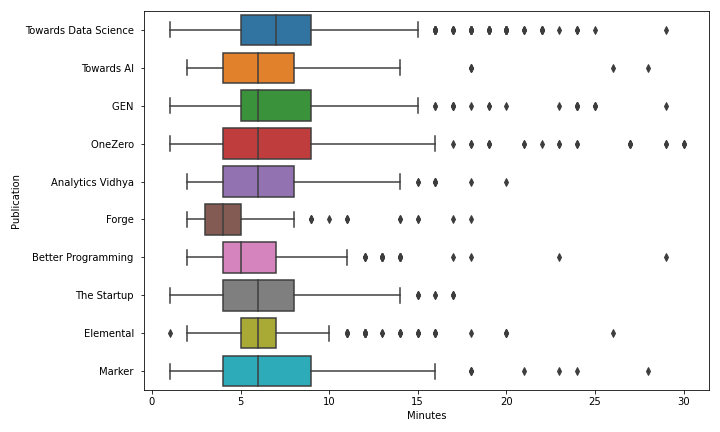 Towards Data Science
Towards AI
GEN
OneZero
Analytics Vidhya
Forge
Better Programming
The Startup
Elemental
Marker
Publication
0 5 10 15 20 25 30
Minutes